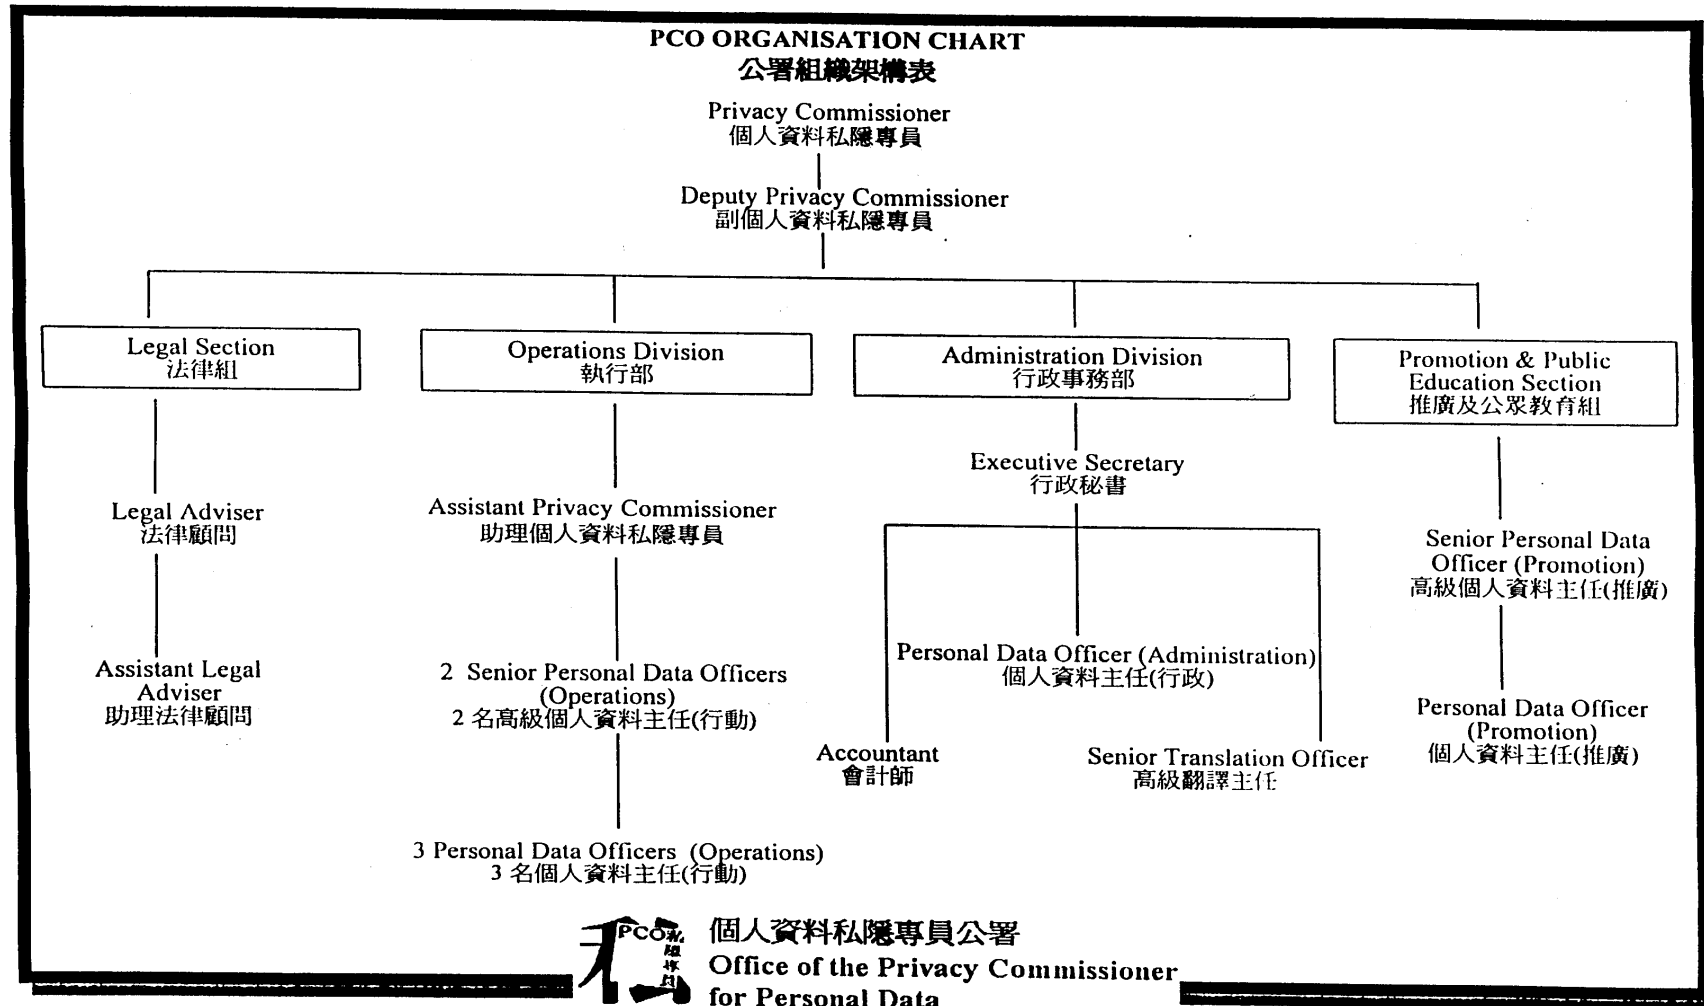 PCO ORGANISATION CHART
公署組織架構表
Privacy Commissioner
個人資料私隱專員
Deputy Privacy Commissioner
副個人資料私隱專員
Legal Section
法律組
Operations Division
執行部
Administration Division
行政事務部
Promotion & Public
Education Section
推廣及公眾教育組
Legal Adviser
法律顧問
Assistant Legal
Adviser
助理法律顧問
Assistant Privacy Commissioner
助理個人資料私隱專員
2 Senior Personal Data Officers
(Operations)
2 名高級個人資料主任(行動)
3 Personal Data Officers (Operations)
3 名個人資料主任(行動)
Executive Secretary
行政秘書
Personal Data Officer (Administration)
個人資料主任(行政)
Accountant
會計師
Senior Translation Officer
高級翻譯主任
Senior Personal Data
Officer (Promotion)
高級個人資料主任(推廣)
Personal Data Officer
(Promotion)
個人資料主任(推廣)
PCO
私隱專員
個人資料私隱專員公署
Office of the Privacy Commissioner
for Personal Data